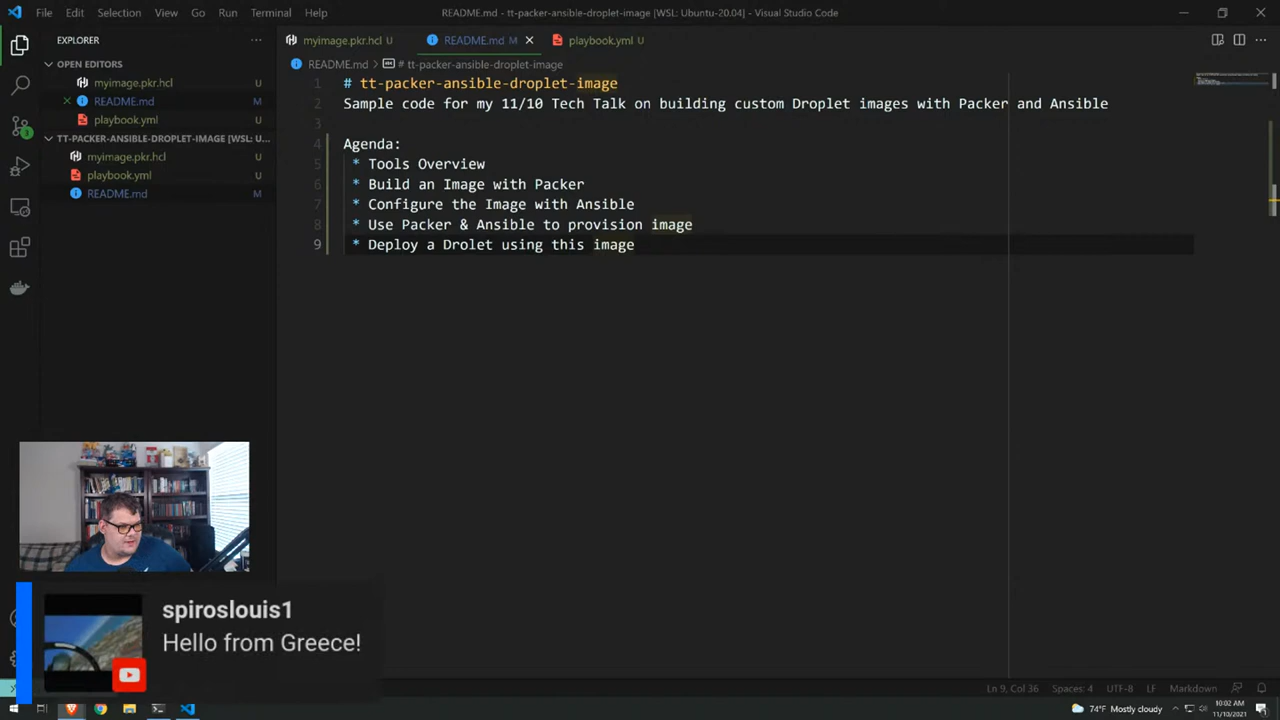 File Edit Selection View Go Run Terminal Help
README.md - tt-packer-ansible-droplet-image [WSL: Ubuntu-20.04] - Visual Studio Code
EXPLORER
myimage.pkr.hcl U
README.md M
playbook.yml U
OPEN EDITORS
README.md > # tt-packer-ansible-droplet-image
myimage.pkr.hcl U
README.md M
playbook.yml U
TT-PACKER-ANSIBLE-DROPLET-IMAGE [WSL: U...
myimage.pkr.hcl U
playbook.yml U
README.md M
1 # tt-packer-ansible-droplet-image
2 Sample code for my 11/10 Tech Talk on building custom Droplet images with Packer and Ansible
3
4 Agenda:
5 * Tools Overview
6 * Build an Image with Packer
7 * Configure the Image with Ansible
8 * Use Packer & Ansible to provision image
9 * Deploy a Drolet using this image
spiroslouis1
Hello from Greece!
Ln 9, Col 36 Spaces: 4 UTF-8 LF Markdown
74°F Mostly cloudy
10:02 AM
11/10/2021